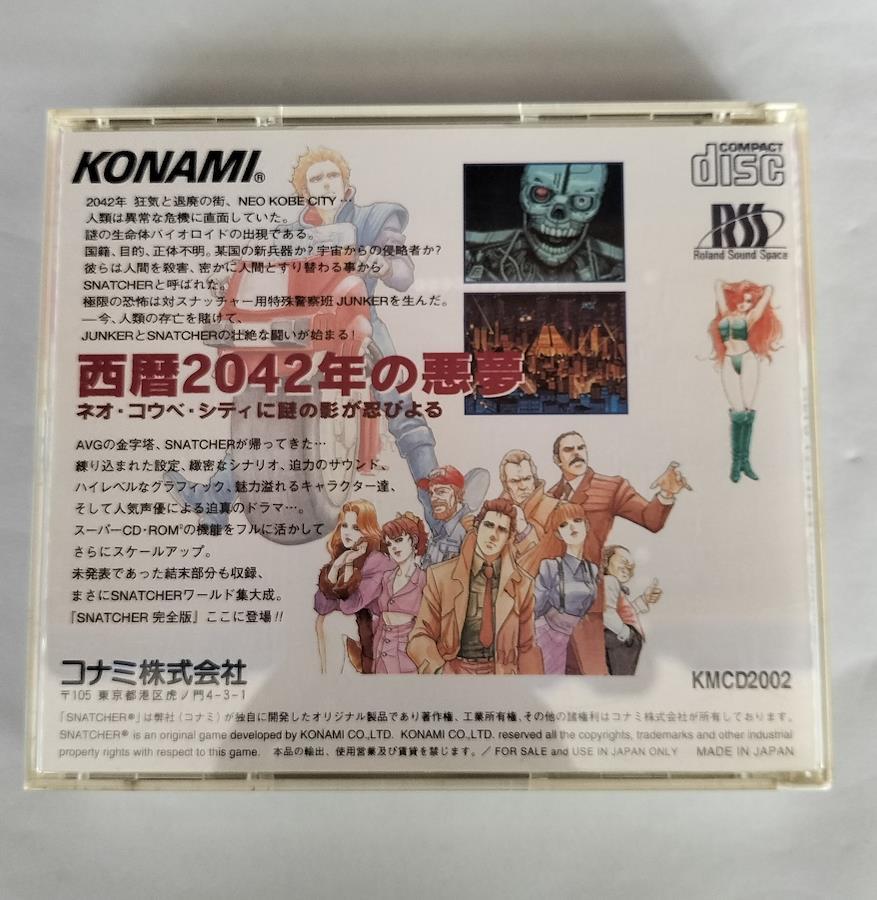 KONAMI®
COMPACT
disc
RSS
Roland Sound Space
2042年 狂気と退廃の街、NEO KOBE CITY…
人類は異常な危機に直面していた。
謎の生命体バイオロイドの出現である。
国籍、目的、正体不明。某国の新兵器か?宇宙からの侵略者か?
彼らは人間を殺害、密かに人間とすり替わる事から
SNATCHERと呼ばれた。
極限の恐怖は対スナッチャー用特殊警察班JUNKERを生んだ。
—今、人類の存亡を賭けて、
JUNKERとSNATCHERの壮絶な闘いが始まる!
西暦2042年の悪夢
ネオ・コウベ・シティに謎の影が忍びよる
AVGの金字塔、SNATCHERが帰ってきた…
練り込まれた設定、緻密なシナリオ、迫力のサウンド、
ハイレベルなグラフィック、魅力溢れるキャラクター達、
そして人気声優による迫真のドラマ…。
スーパーCD・ROM²の機能をフルに活かして
さらにスケールアップ。
未発表であった結末部分も収録、
まさにSNATCHERワールド集大成。
『SNATCHER 完全版』ここに登場!!
コナミ株式会社
〒105 東京都港区虎ノ門4-3-1
KMCD2002
「SNATCHER®」は弊社(コナミ)が独自に開発したオリジナル製品であり著作権、工業所有権、その他の諸権利はコナミ株式会社が所有しております。
SNATCHER® is an original game developed by KONAMI CO.,LTD. KONAMI CO.,LTD. reserved all the copyrights, trademarks and other industrial
property rights with respect to this game. 本品の輸出、使用営業及び賃貸を禁じます。/FOR SALE and USE IN JAPAN ONLY MADE IN JAPAN